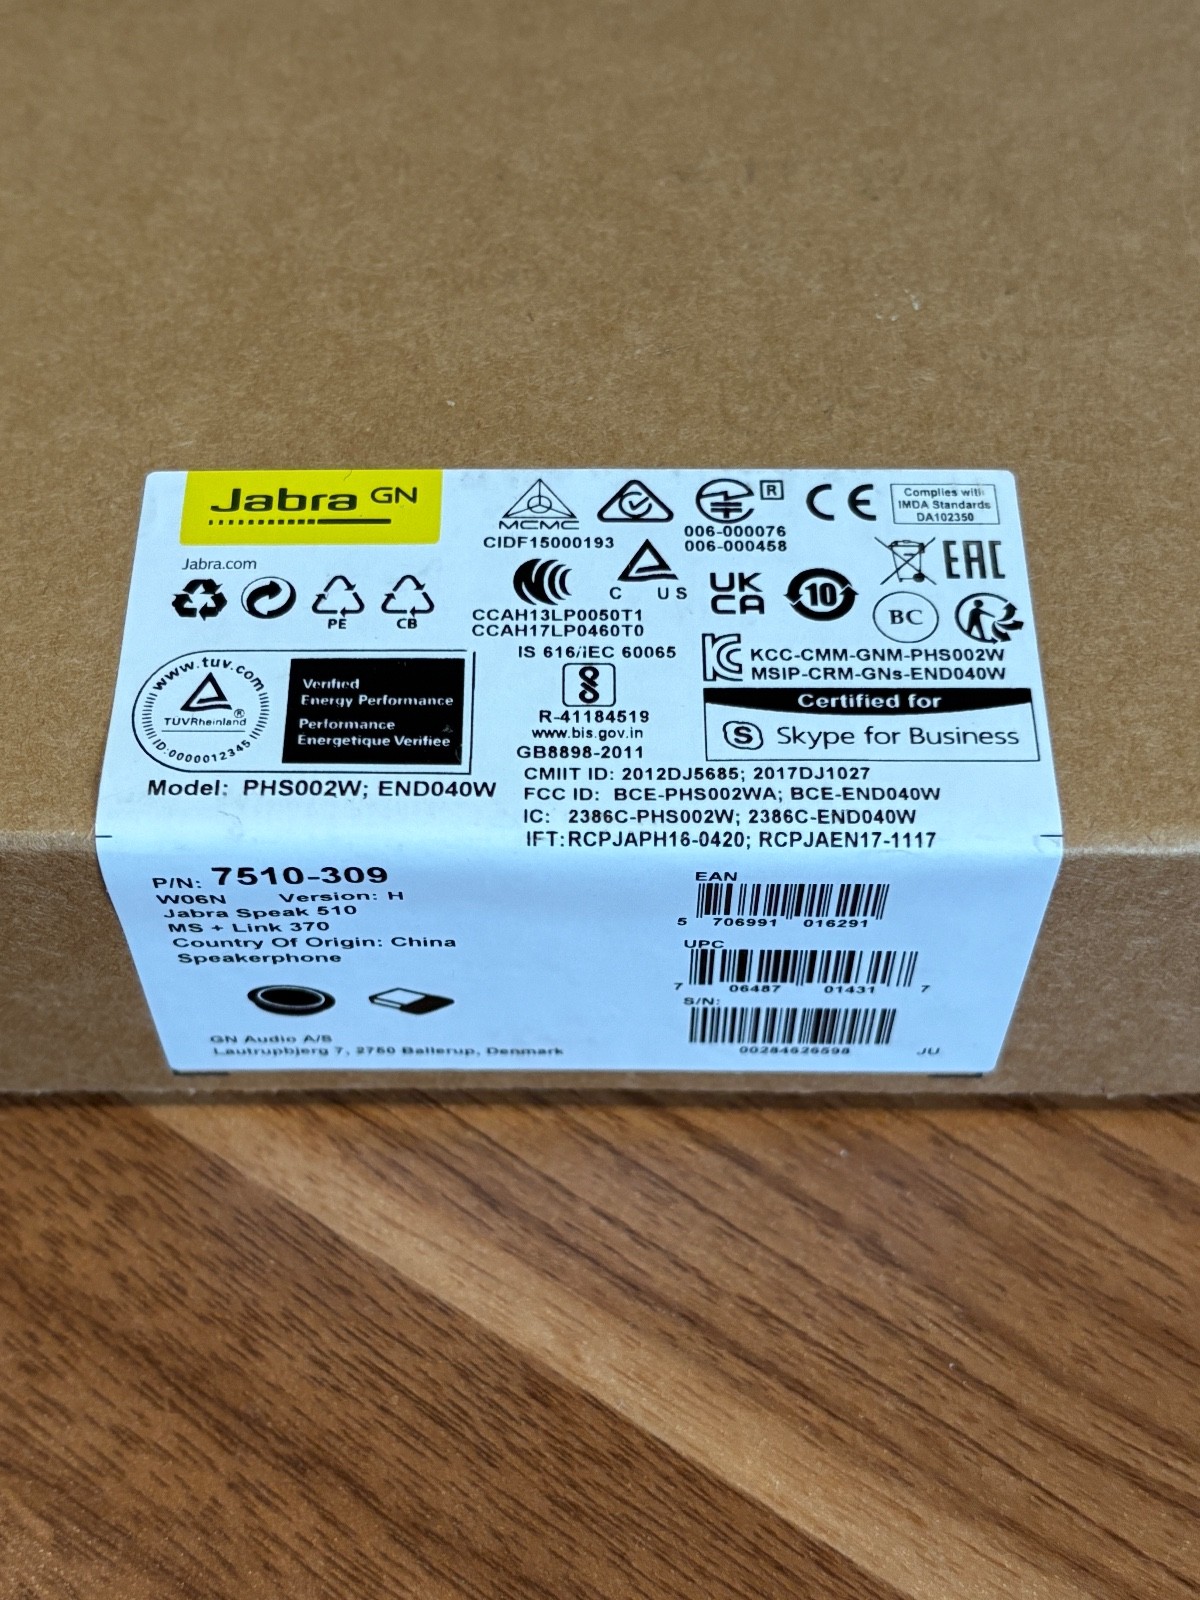 Jabra GN
Jabra.com
PE
CB
MCMC
CIDF15000193
R
006-000076
006-000458
CE
Complies with
IMDA Standards
DA102350
C US
CCAH13LP0050T1
CCAH17LP0460T0
UK
CA
10
EAC
BC
IS 616/IEC 60065
R-41184519
www.bis.gov.in
GB8898-2011
KCC-CMM-GNM-PHS002W
MSIP-CRM-GNs-END040W
Certified for
Skype for Business
www.tuv.com
TÜVRheinland®
ID:0000012345
Verified
Energy Performance
Performance
Energetique Verifiee
Model: PHS002W; END040W
CMIIT ID: 2012DJ5685; 2017DJ1027
FCC ID: BCE-PHS002WA; BCE-END040W
IC: 2386C-PHS002W; 2386C-END040W
IFT:RCPJAPH16-0420; RCPJAEN17-1117
P/N: 7510-309
W06N Version: H
Jabra Speak 510
MS + Link 370
Country Of Origin: China
Speakerphone
GN Audio A/S
Lautrupbjerg 7, 2750 Ballerup, Denmark
EAN
5 706991 016291
UPC
7 06487 01431 7
S/N:
00284626598
JU